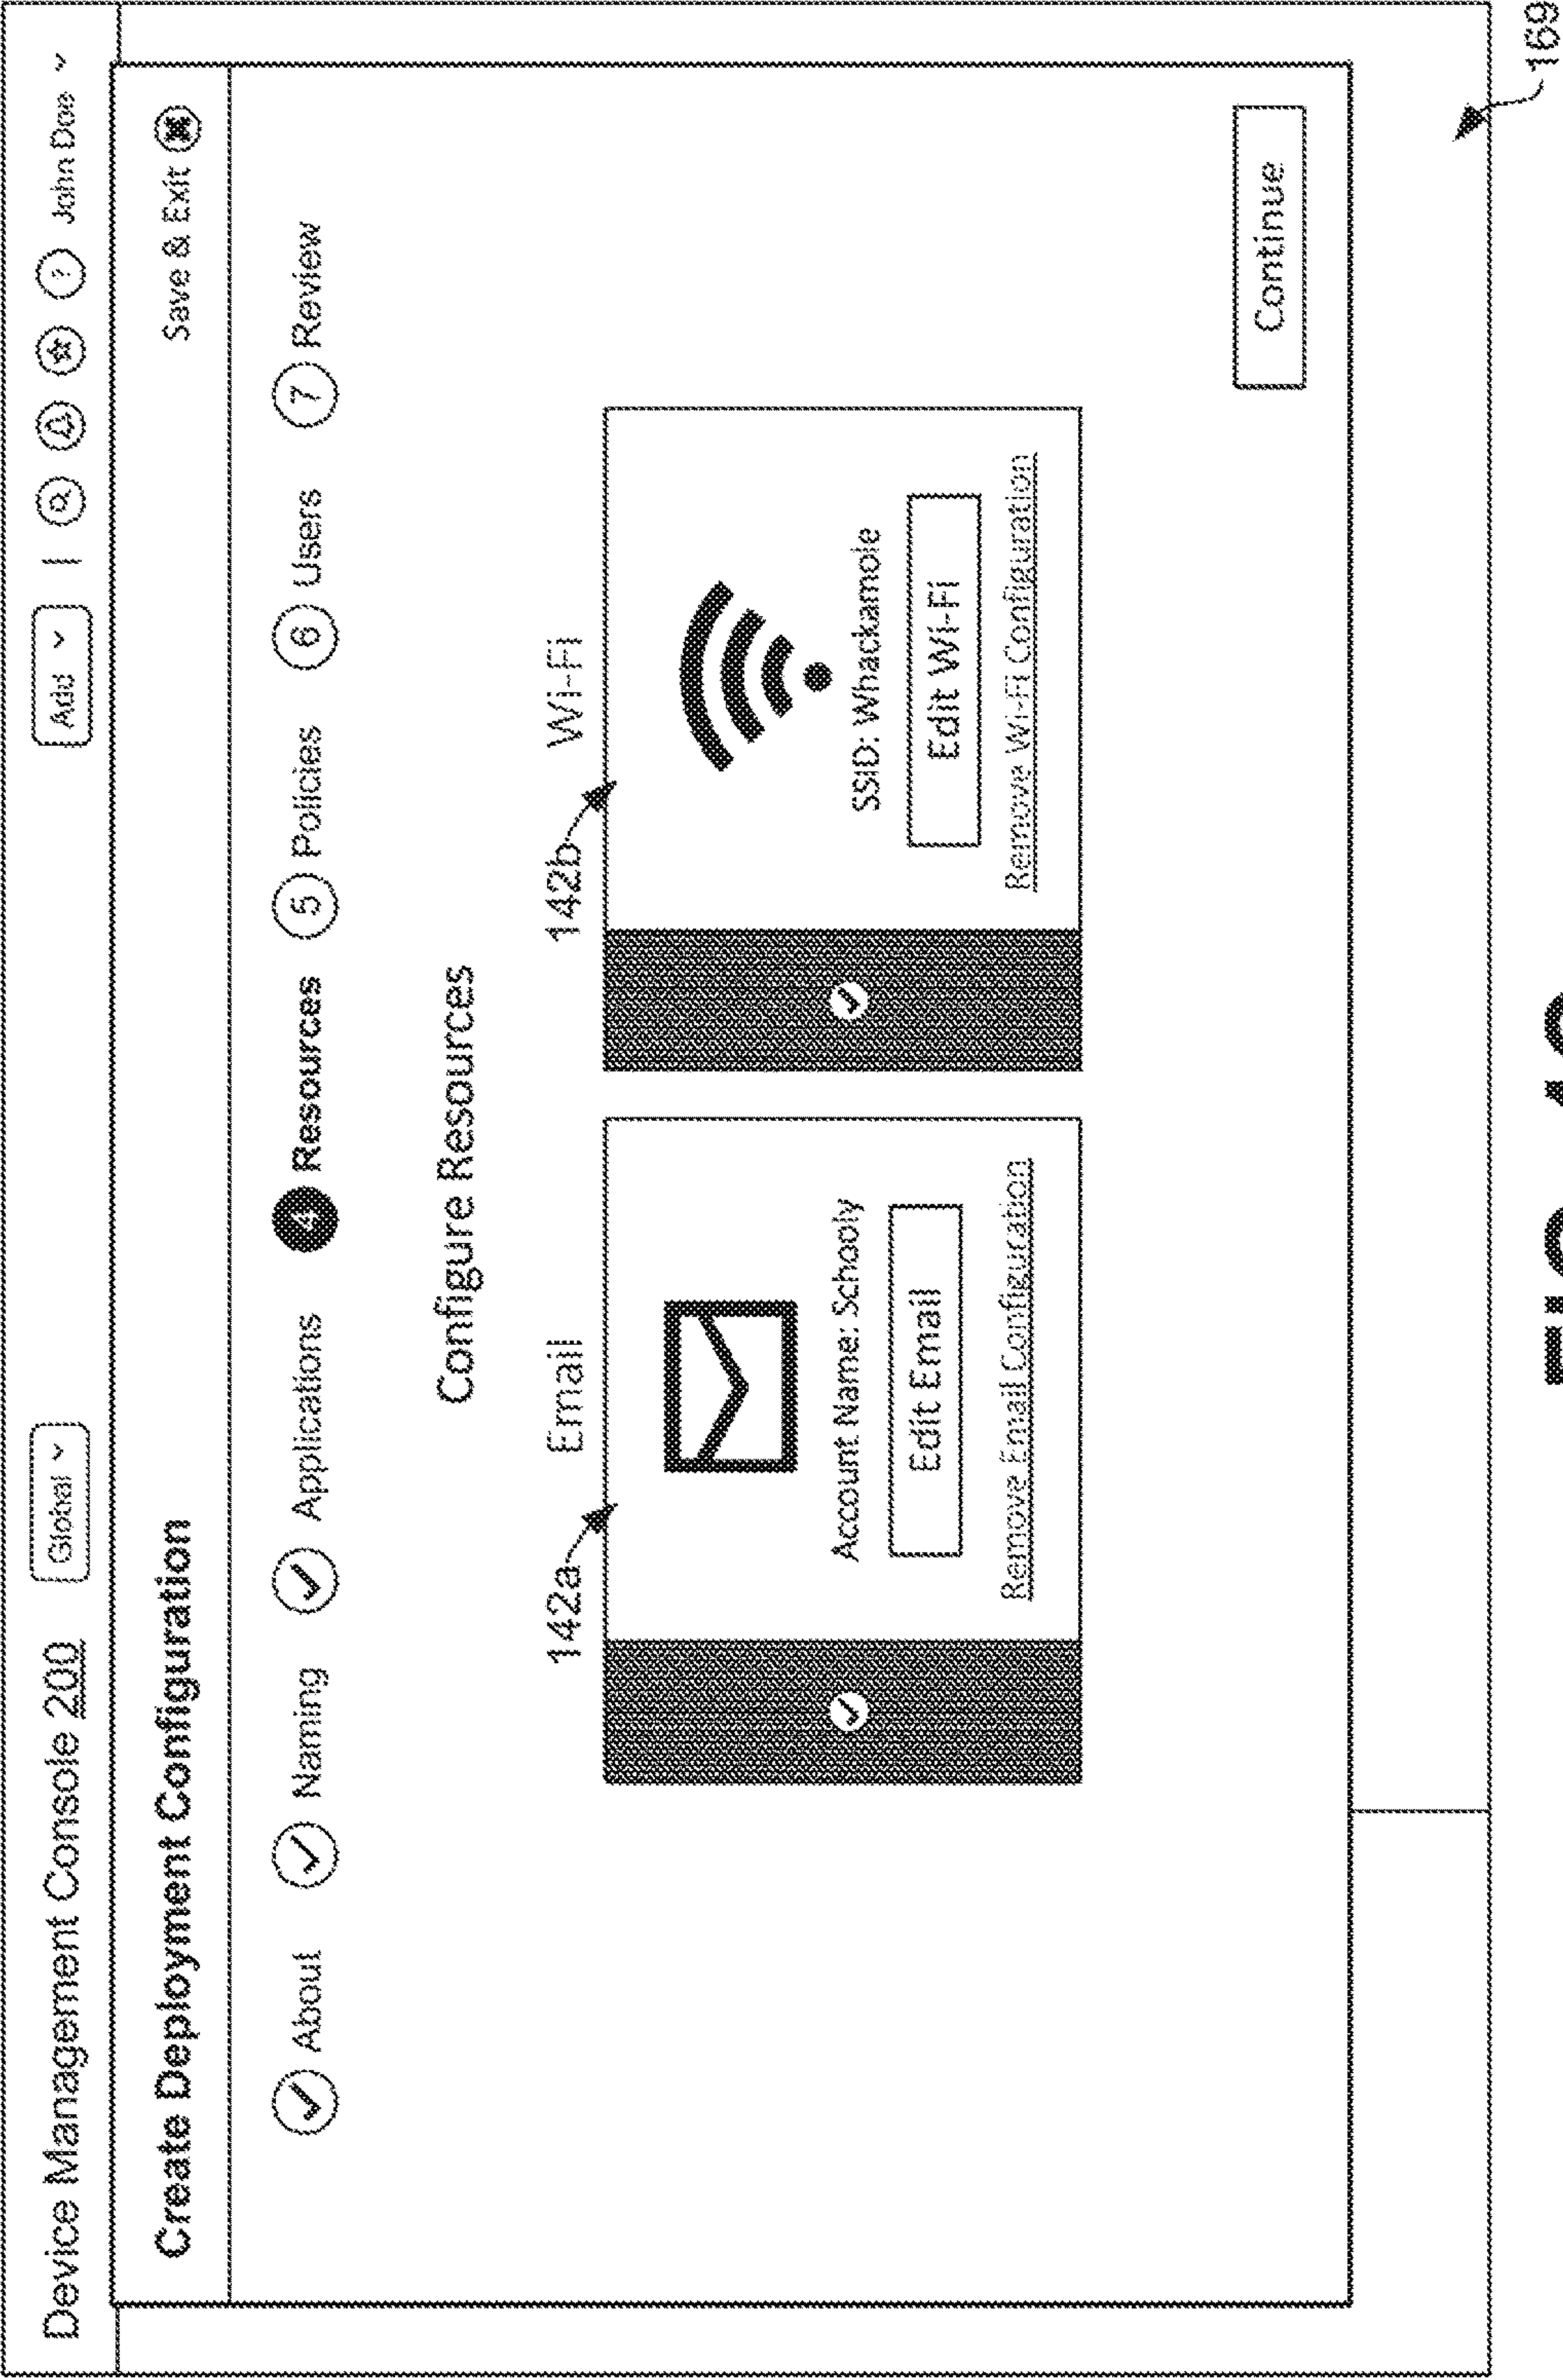 Device Management Console 200 Global Add | John Doe
Create Deployment Configuration Save & Exit
About Naming Applications 4 Resources 5 Policies 6 Users 7 Review
Configure Resources
142a Email 142b Wi-Fi
Account Name: Schooly SSID: Whackamole
Edit Email Edit Wi-Fi
Remove Email Configuration Remove Wi-Fi Configuration
Continue
169